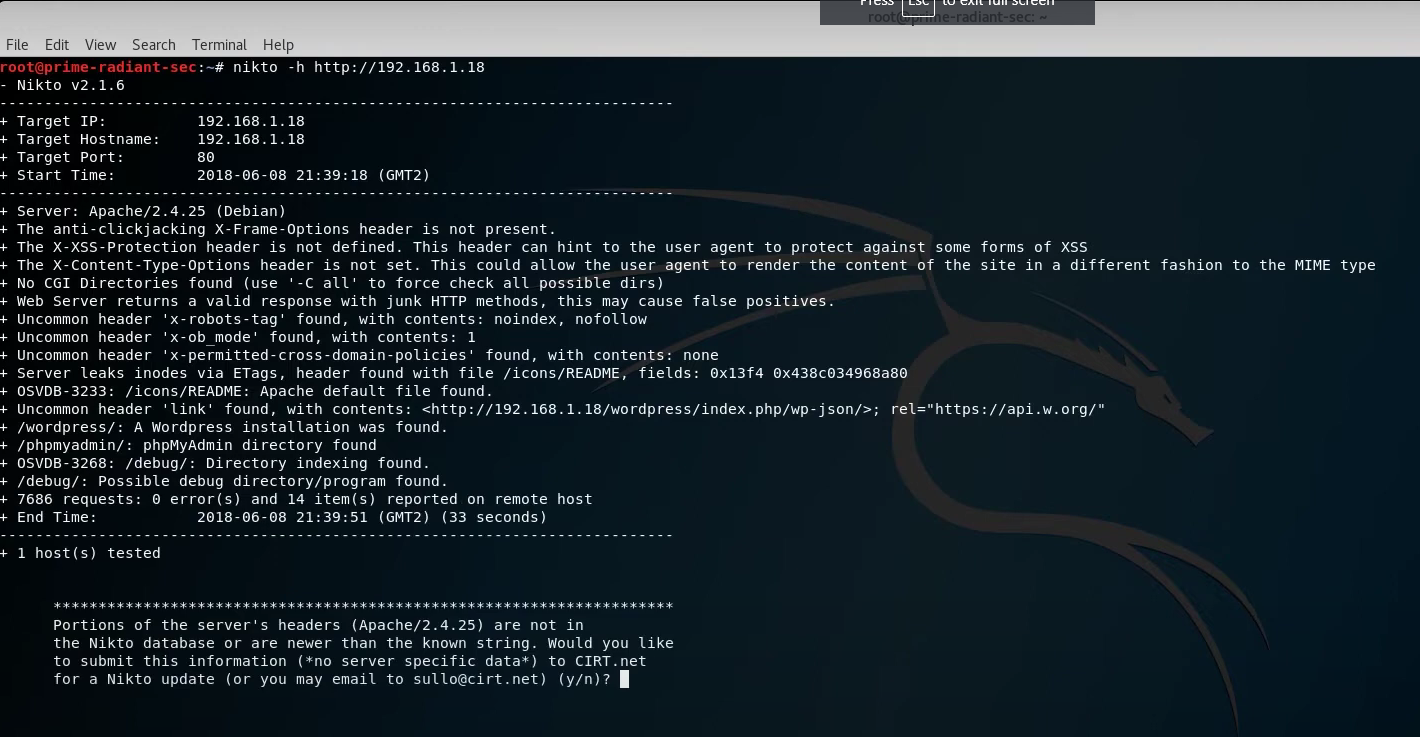 Press Esc to exit full screen
root@prime-radiant-sec: ~
File Edit View Search Terminal Help
root@prime-radiant-sec:~# nikto -h http://192.168.1.18
- Nikto v2.1.6
---------------------------------------------------------------------------
+ Target IP:          192.168.1.18
+ Target Hostname:    192.168.1.18
+ Target Port:        80
+ Start Time:         2018-06-08 21:39:18 (GMT2)
---------------------------------------------------------------------------
+ Server: Apache/2.4.25 (Debian)
+ The anti-clickjacking X-Frame-Options header is not present.
+ The X-XSS-Protection header is not defined. This header can hint to the user agent to protect against some forms of XSS
+ The X-Content-Type-Options header is not set. This could allow the user agent to render the content of the site in a different fashion to the MIME type
+ No CGI Directories found (use '-C all' to force check all possible dirs)
+ Web Server returns a valid response with junk HTTP methods, this may cause false positives.
+ Uncommon header 'x-robots-tag' found, with contents: noindex, nofollow
+ Uncommon header 'x-ob_mode' found, with contents: 1
+ Uncommon header 'x-permitted-cross-domain-policies' found, with contents: none
+ Server leaks inodes via ETags, header found with file /icons/README, fields: 0x13f4 0x438c034968a80
+ OSVDB-3233: /icons/README: Apache default file found.
+ Uncommon header 'link' found, with contents: <http://192.168.1.18/wordpress/index.php/wp-json/>; rel="https://api.w.org/"
+ /wordpress/: A Wordpress installation was found.
+ /phpmyadmin/: phpMyAdmin directory found
+ OSVDB-3268: /debug/: Directory indexing found.
+ /debug/: Possible debug directory/program found.
+ 7686 requests: 0 error(s) and 14 item(s) reported on remote host
+ End Time:           2018-06-08 21:39:51 (GMT2) (33 seconds)
---------------------------------------------------------------------------
+ 1 host(s) tested
*********************************************************************
Portions of the server's headers (Apache/2.4.25) are not in
the Nikto database or are newer than the known string. Would you like
to submit this information (*no server specific data*) to CIRT.net
for a Nikto update (or you may email to sullo@cirt.net) (y/n)?